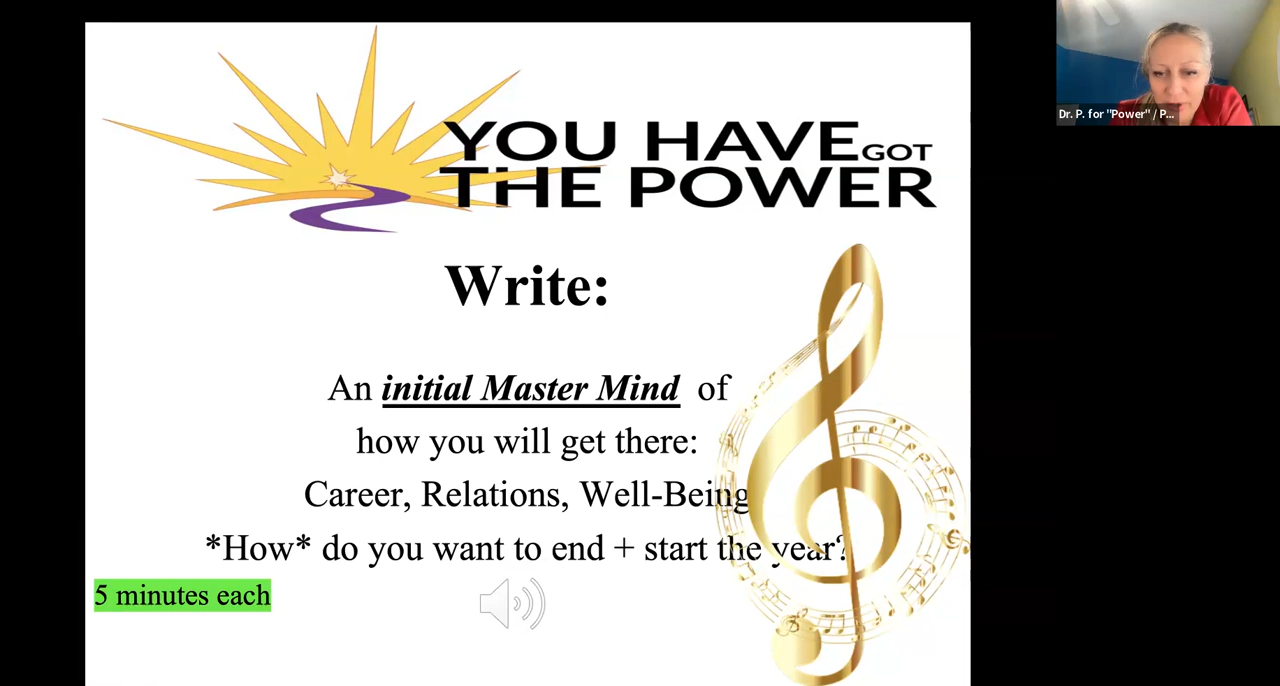 YOU HAVE GOT
THE POWER
Write:
An initial Master Mind of
how you will get there:
Career, Relations, Well-Being
*How* do you want to end + start the year?
5 minutes each
Dr. P. for "Power" / P...